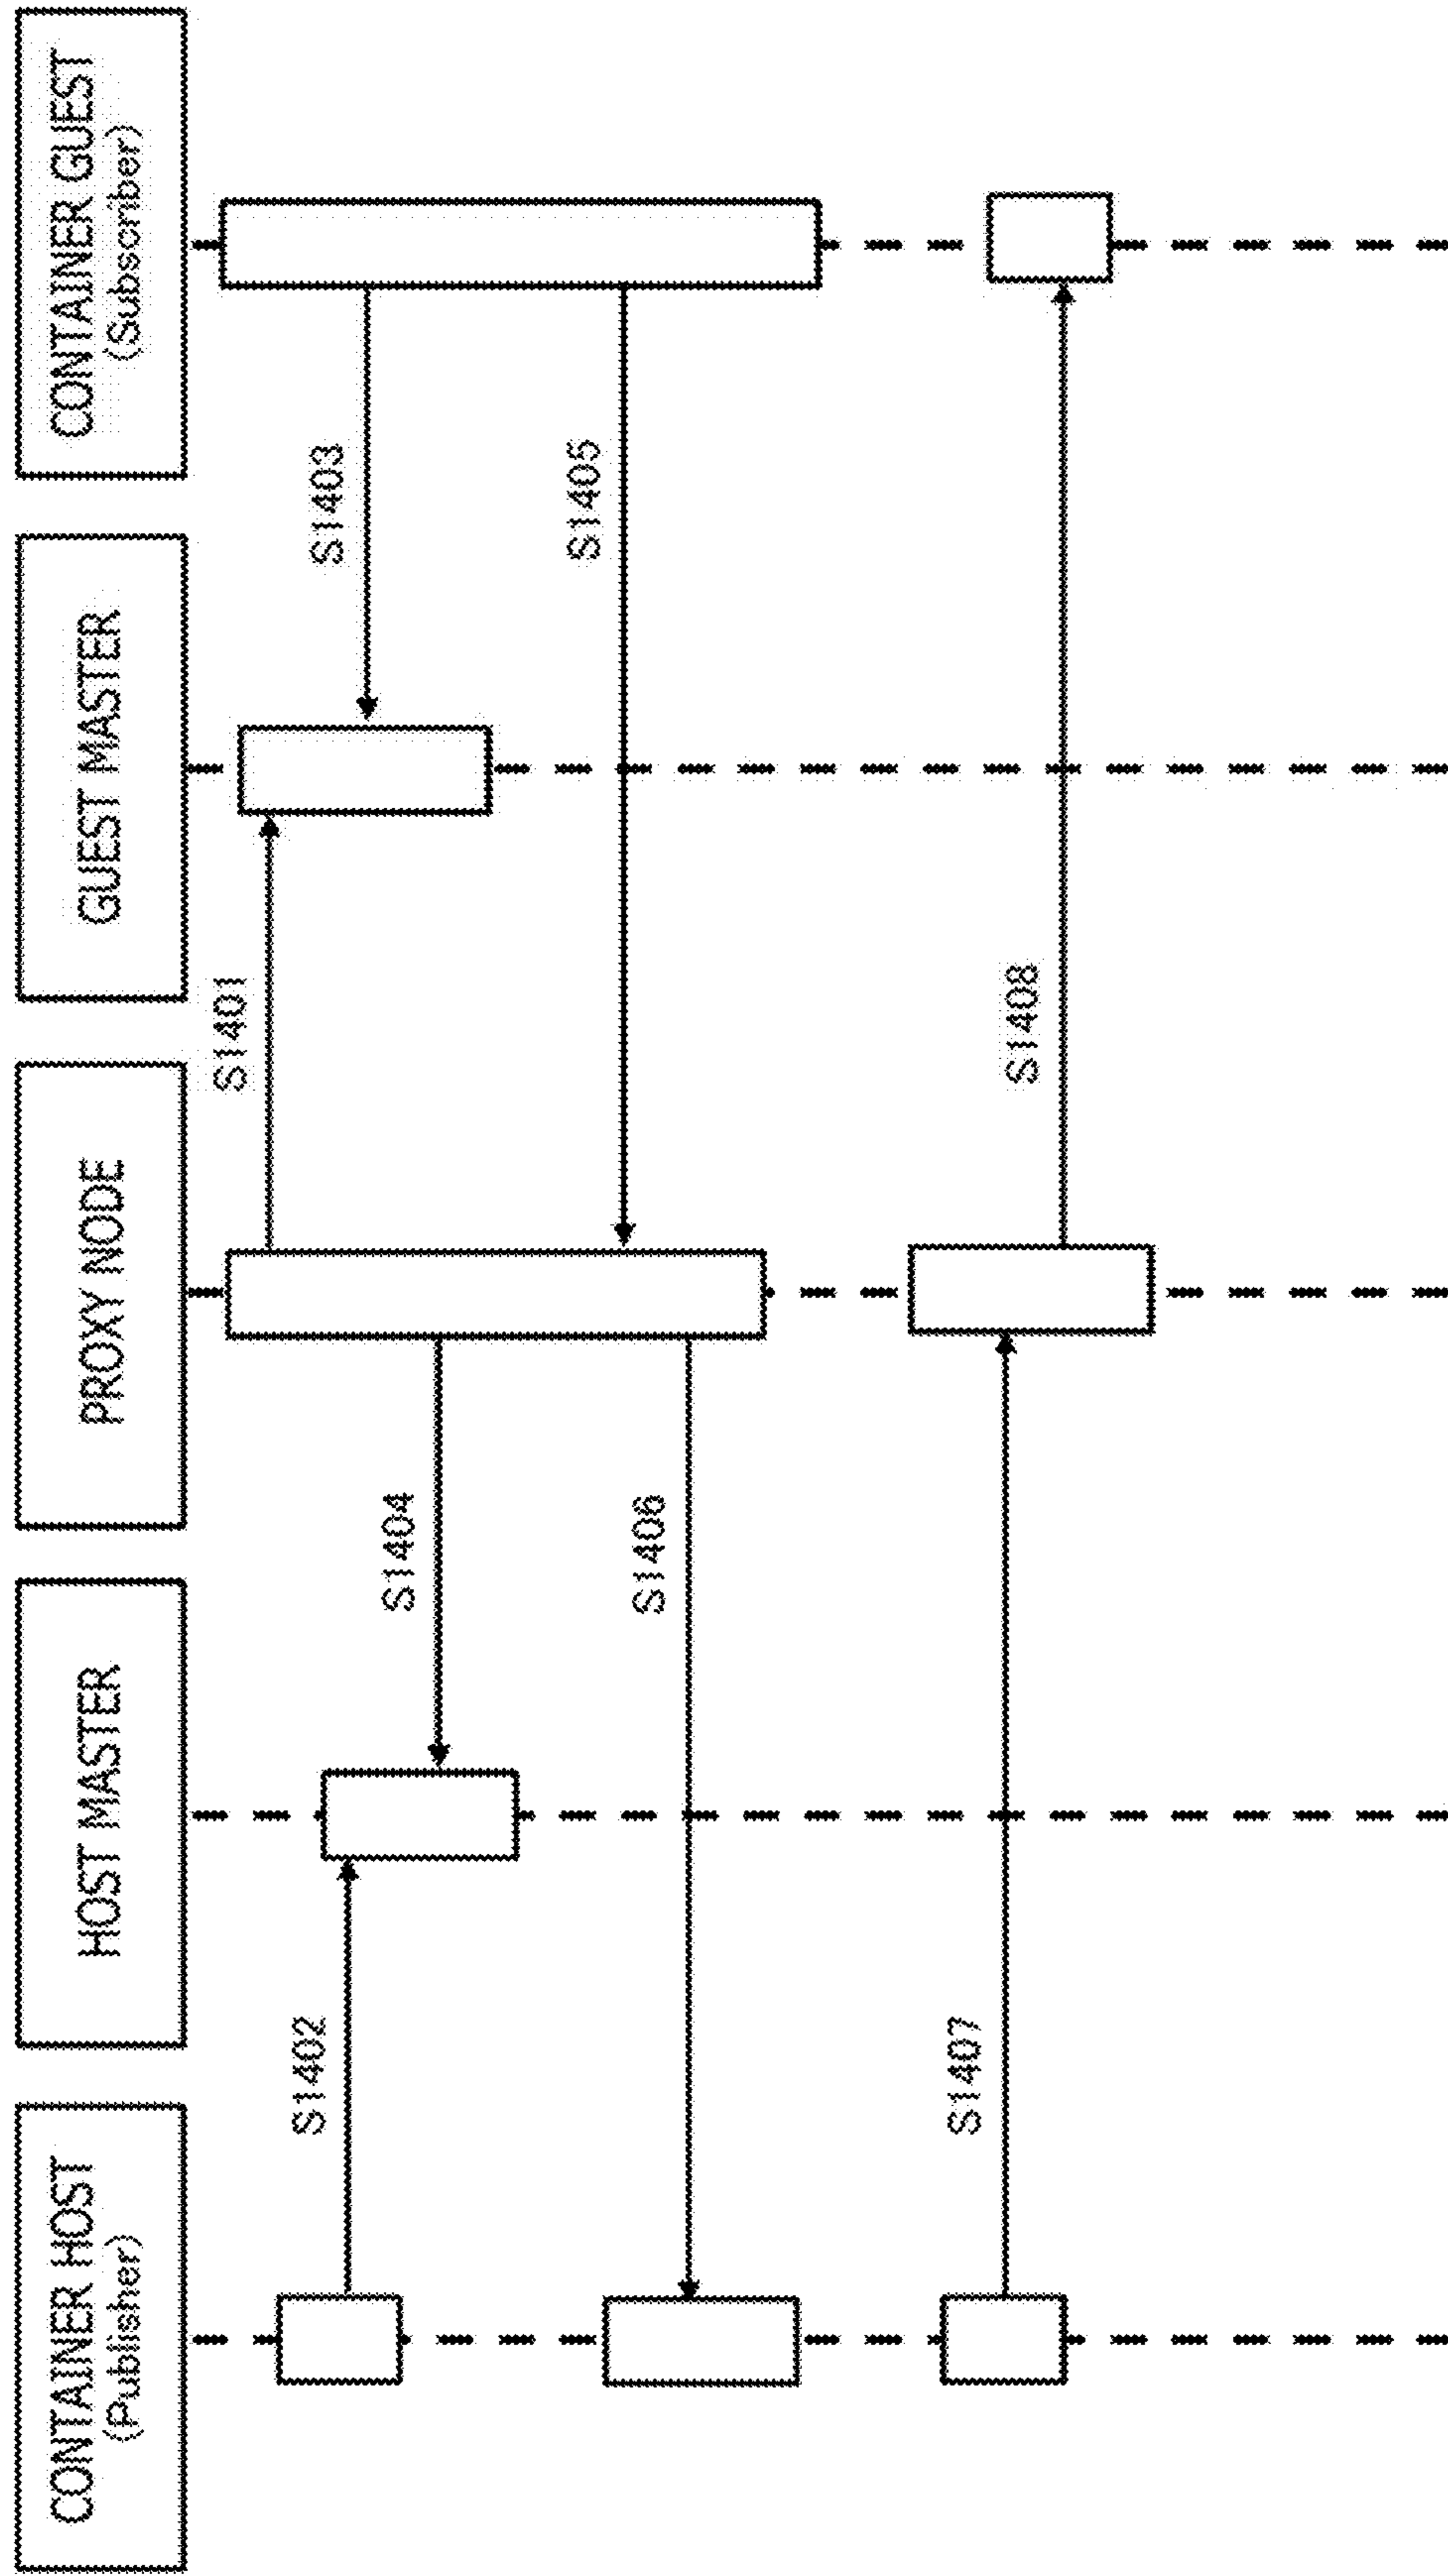 CONTAINER HOST
(Publisher)
HOST MASTER
PROXY NODE
GUEST MASTER
CONTAINER GUEST
(Subscriber)
S1401
S1402
S1403
S1404
S1405
S1406
S1407
S1408